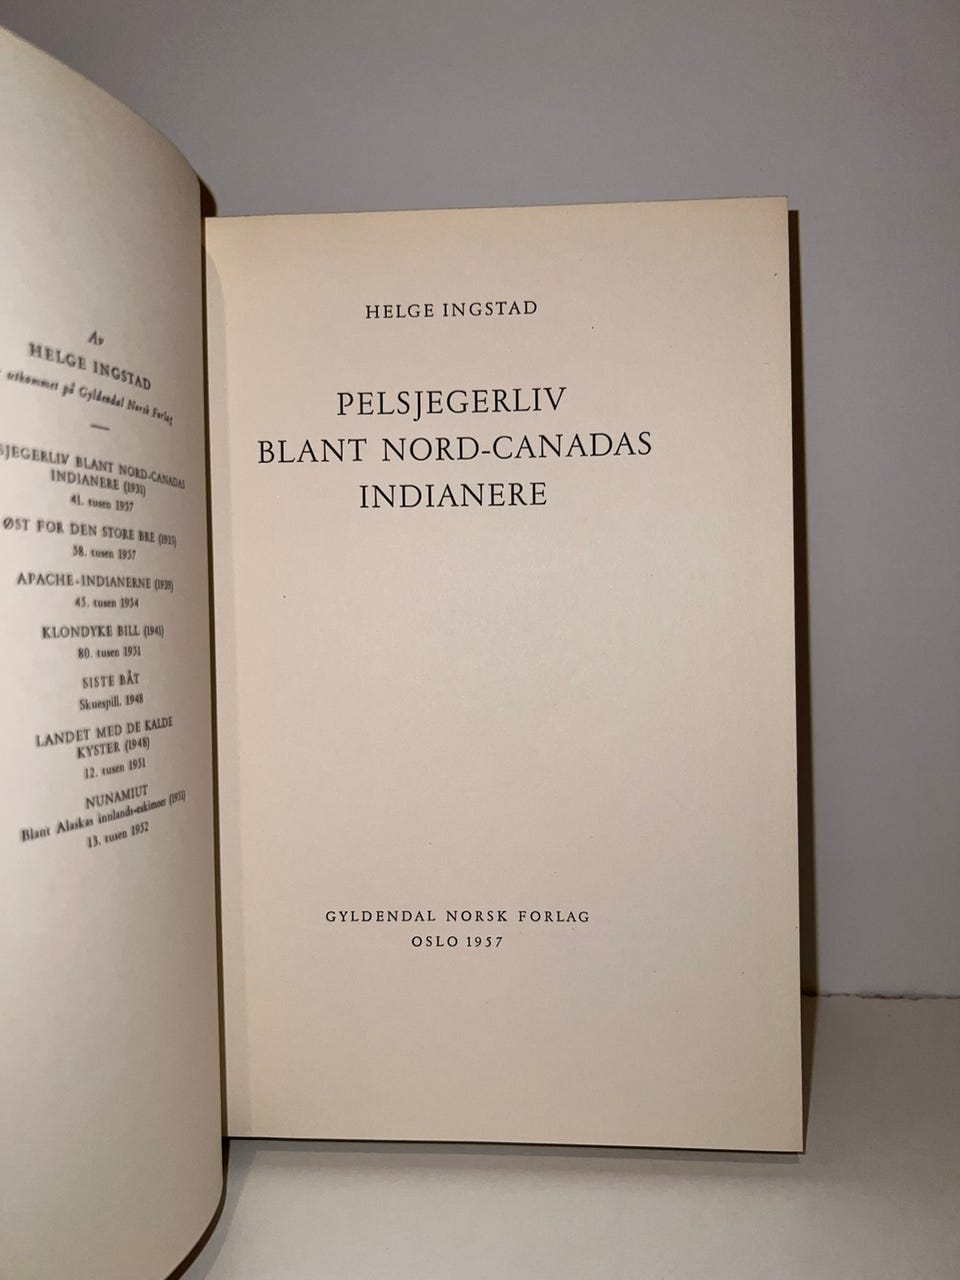 Av
HELGE INGSTAD
utkommet på Gyldendal Norsk Forlag
SJEGERLIV BLANT NORD-CANADAS
INDIANERE (1931)
41. tusen 1957
ØST FOR DEN STORE BRE (1935)
38. tusen 1957
APACHE-INDIANERNE (1939)
45. tusen 1954
KLONDYKE BILL (1941)
80. tusen 1951
SISTE BÅT
Skuespill. 1948
LANDET MED DE KALDE
KYSTER (1948)
12. tusen 1951
NUNAMIUT
Blant Alaskas innlands-eskimoer (1951)
13. tusen 1952
HELGE INGSTAD
PELSJEGERLIV
BLANT NORD-CANADAS
INDIANERE
GYLDENDAL NORSK FORLAG
OSLO 1957